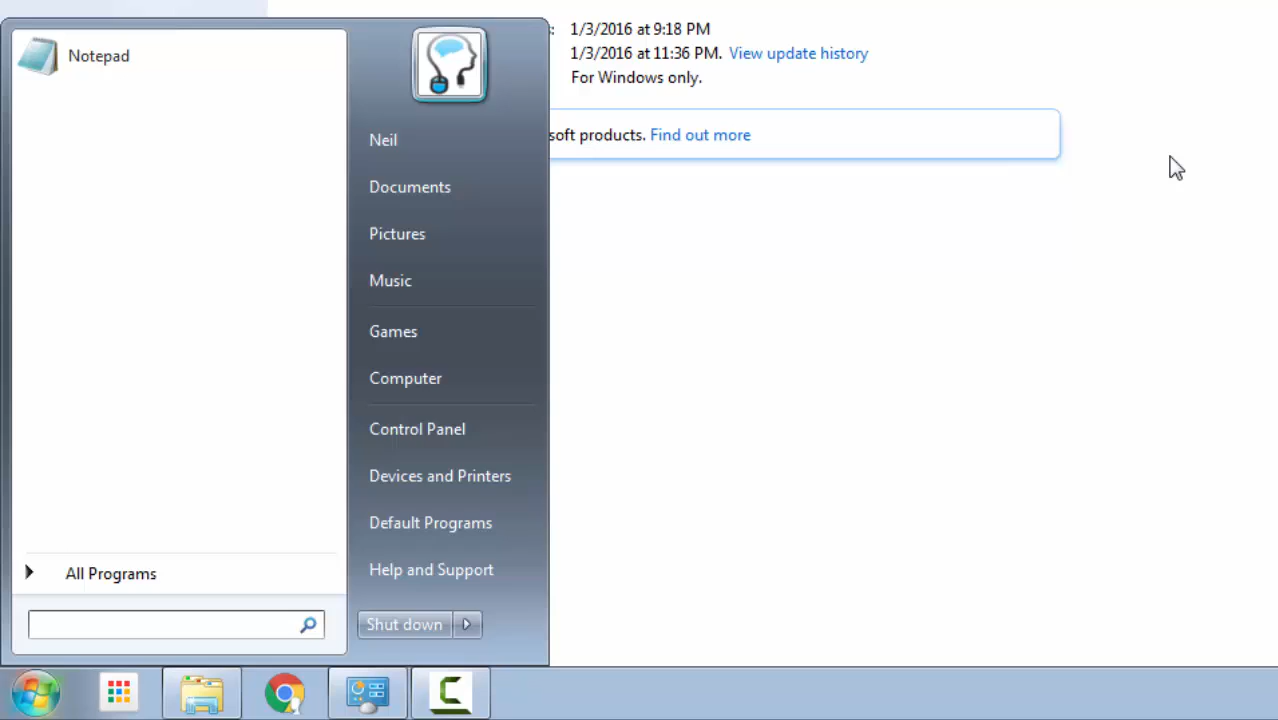 Notepad
All Programs
Neil
Documents
Pictures
Music
Games
Computer
Control Panel
Devices and Printers
Default Programs
Help and Support
Shut down
: 1/3/2016 at 9:18 PM
1/3/2016 at 11:36 PM. View update history
For Windows only.
soft products. Find out more